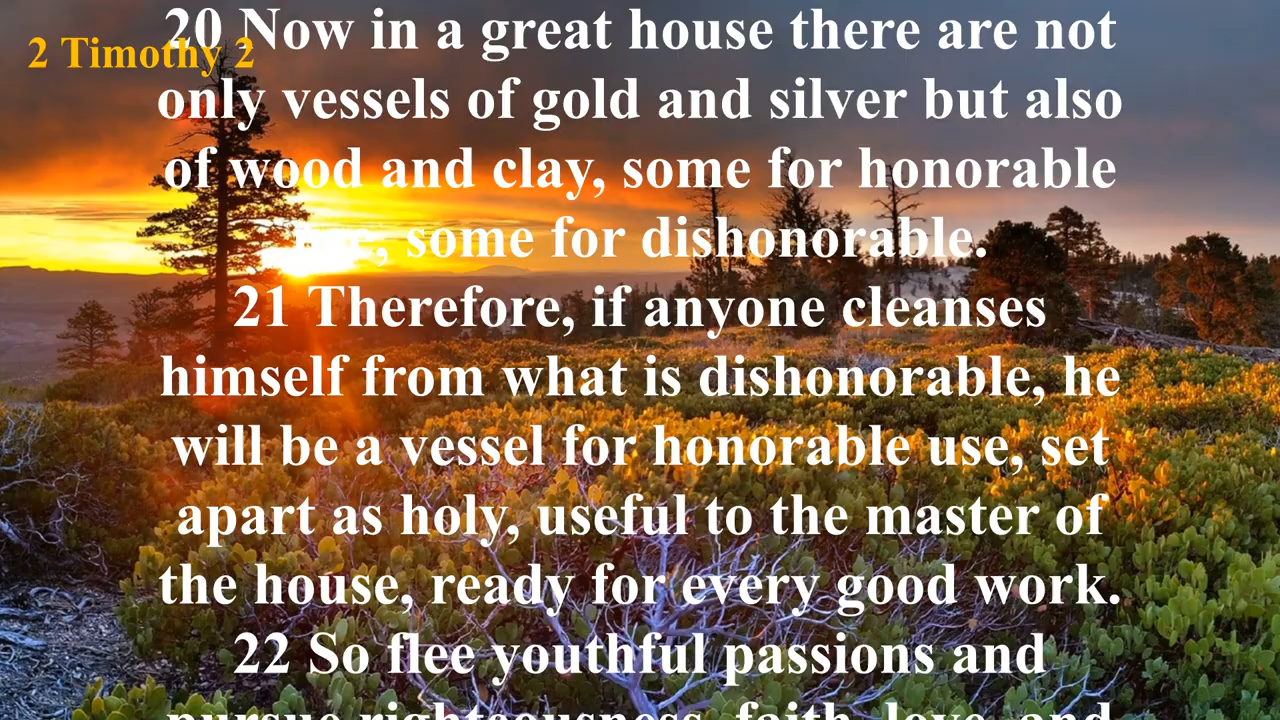 2 Timothy 2
20 Now in a great house there are not
only vessels of gold and silver but also
of wood and clay, some for honorable
use, some for dishonorable.
21 Therefore, if anyone cleanses
himself from what is dishonorable, he
will be a vessel for honorable use, set
apart as holy, useful to the master of
the house, ready for every good work.
22 So flee youthful passions and
pursue righteousness, faith, love, and